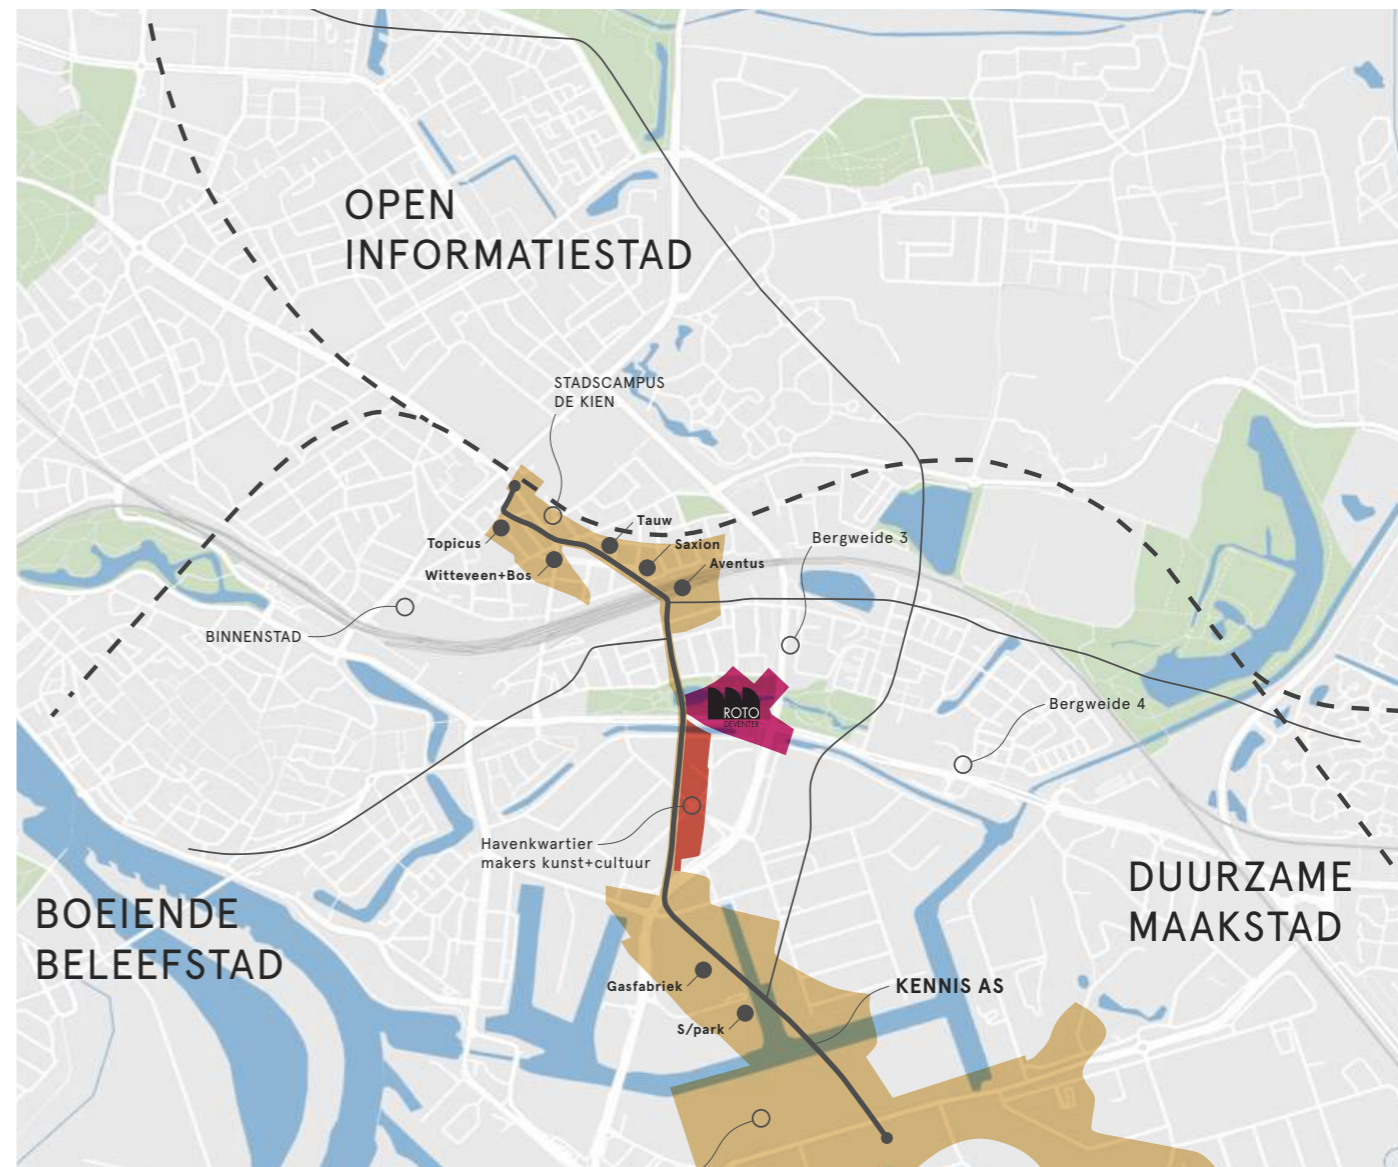 OPEN
INFORMATIESTAD
STADSCAMPUS
DE KIEN
Tauw
Topicus
Saxion
Bergweide 3
Witteveen+Bos
Aventus
BINNENSTAD
ROTO
DEVENTER
Bergweide 4
Havenkwartier
makers kunst+cultuur
DUURZAME
MAAKSTAD
BOEIENDE
BELEEFSTAD
Gasfabriek
KENNIS AS
S/park